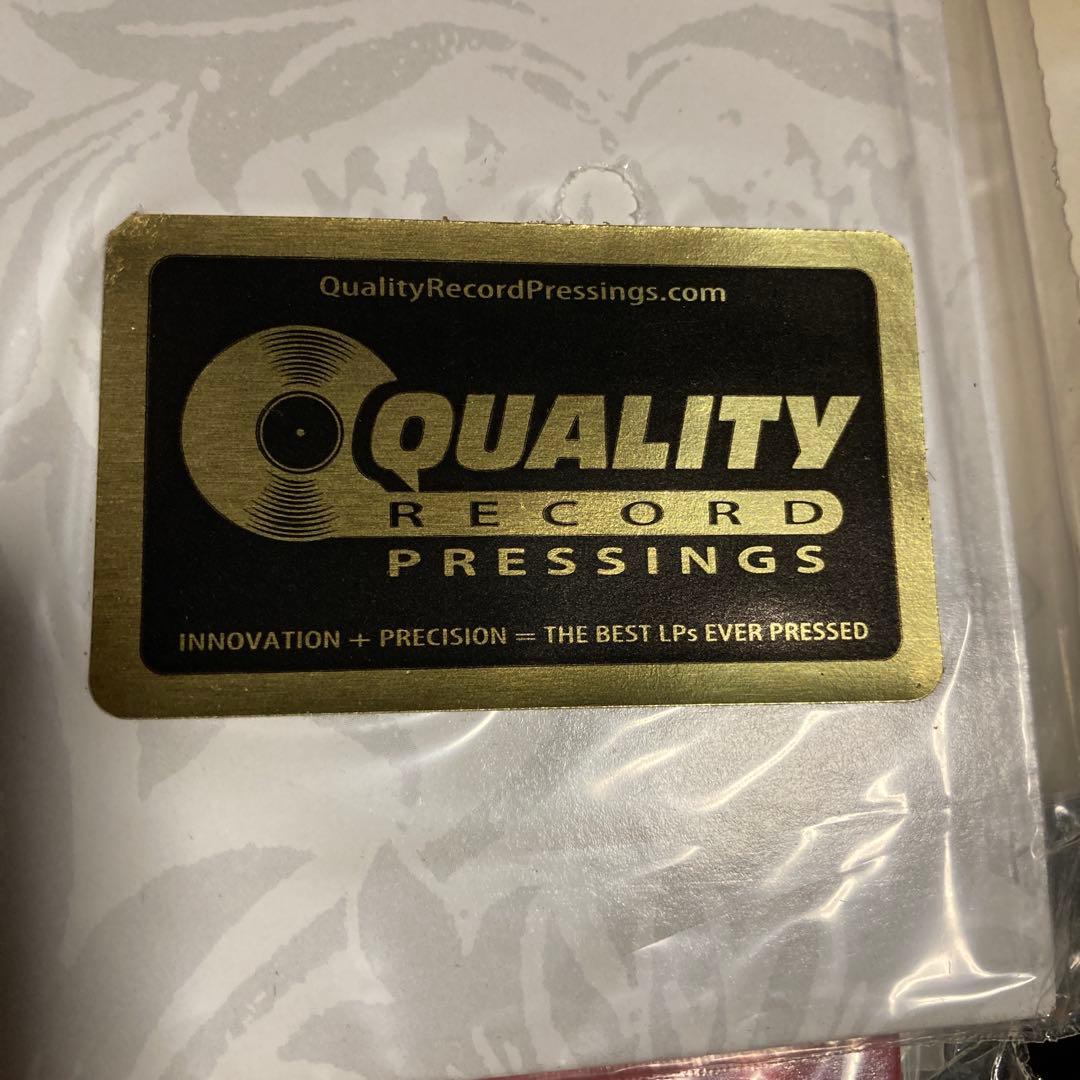 QualityRecordPressings.com
QUALITY
RECORD
PRESSINGS
INNOVATION + PRECISION = THE BEST LPs EVER PRESSED